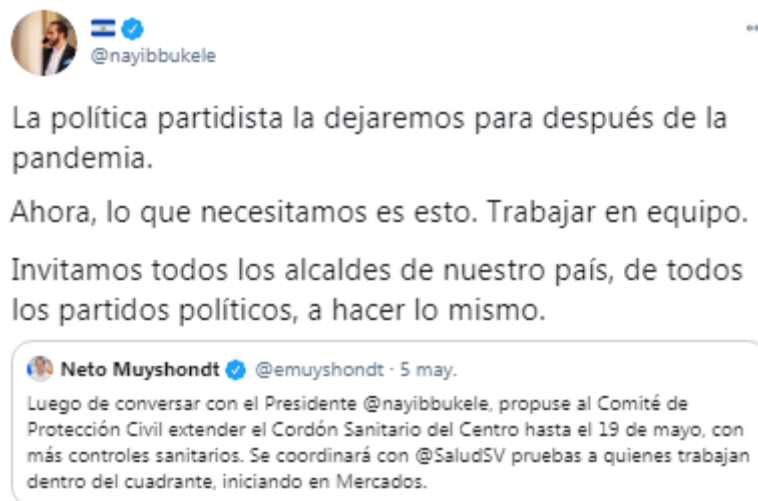 @nayibbukele
La política partidista la dejaremos para después de la
pandemia.
Ahora, lo que necesitamos es esto. Trabajar en equipo.
Invitamos todos los alcaldes de nuestro país, de todos
los partidos políticos, a hacer lo mismo.
Neto Muyshondt @emuyshondt · 5 may.
Luego de conversar con el Presidente @nayibbukele, propuse al Comité de
Protección Civil extender el Cordón Sanitario del Centro hasta el 19 de mayo, con
más controles sanitarios. Se coordinará con @SaludSV pruebas a quienes trabajan
dentro del cuadrante, iniciando en Mercados.